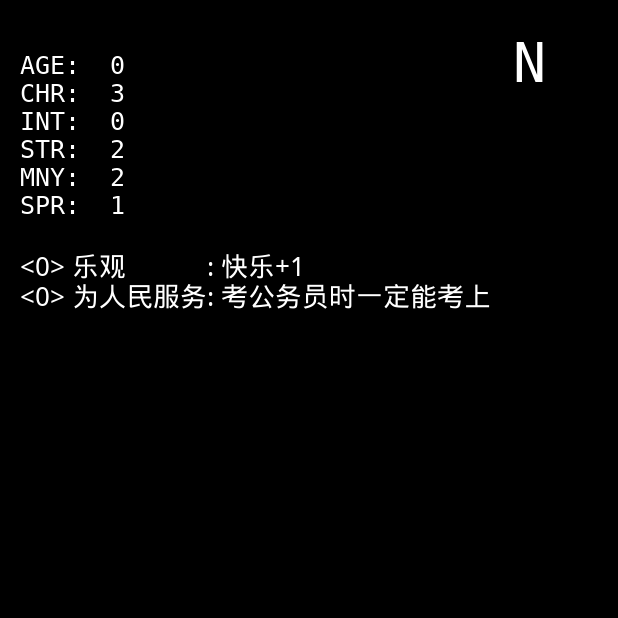 N
AGE: 0
CHR: 3
INT: 0
STR: 2
MNY: 2
SPR: 1
<O> 乐观 : 快乐+1
<O> 为人民服务: 考公务员时一定能考上